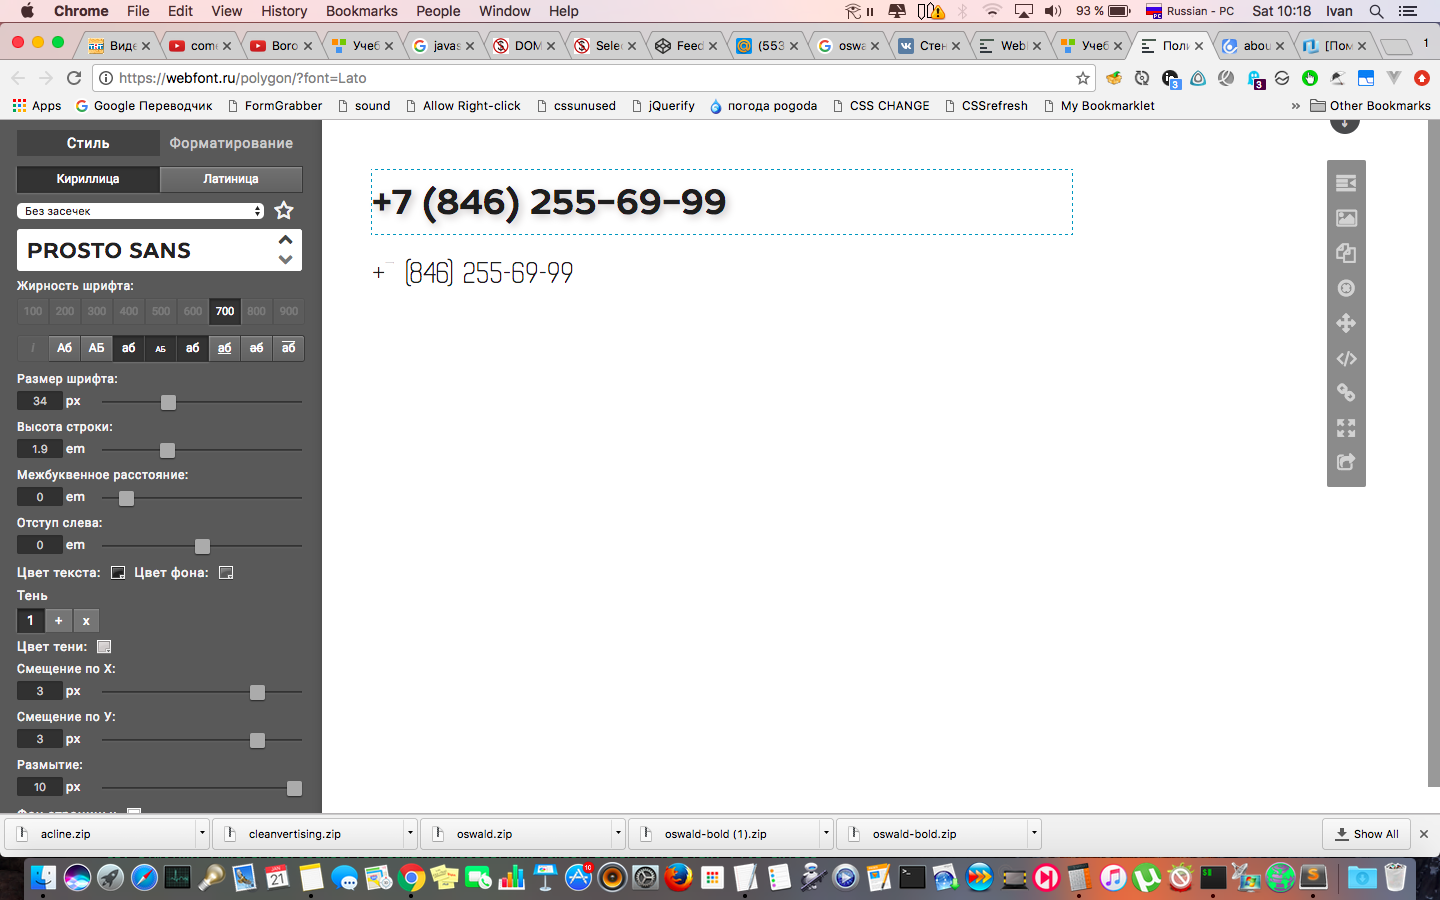 Chrome File Edit View History Bookmarks People Window Help 93 % Russian - PC Sat 10:18 Ivan
Виде come Borc Учеб javas DOM Selec Feed (553 oswa Стен Web Учеб Поли abou [Пом 1
https://webfont.ru/polygon/?font=Lato
Apps Google Переводчик FormGrabber sound Allow Right-click cssunused jQuerify погода pogoda CSS CHANGE CSSrefresh My Bookmarklet » Other Bookmarks
Стиль Форматирование
Кириллица Латиница
Без засечек
PROSTO SANS
Жирность шрифта:
100 200 300 400 500 600 700 800 900
I Аб АБ аб АБ аб аб аб аб
Размер шрифта:
34 px
Высота строки:
1.9 em
Межбуквенное расстояние:
0 em
Отступ слева:
0 em
Цвет текста: Цвет фона:
Тень
1 + x
Цвет тени:
Смещение по X:
3 px
Смещение по У:
3 px
Размытие:
10 px
+7 (846) 255-69-99
+ (846) 255-69-99
acline.zip cleanvertising.zip oswald.zip oswald-bold (1).zip oswald-bold.zip Show All